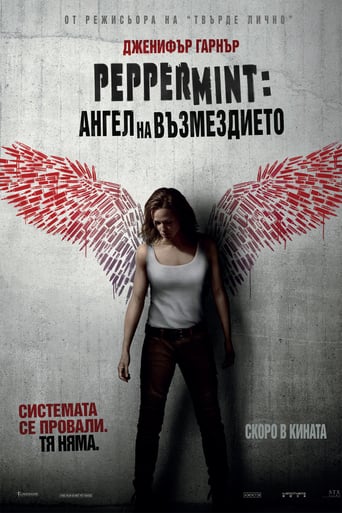 ОТ РЕЖИСЬОРА НА "ТВЪРДЕ ЛИЧНО"
ДЖЕНИФЪР ГАРНЪР
PEPPERMINT:
АНГЕЛ НА ВЪЗМЕЗДИЕТО
СИСТЕМАТА
СЕ ПРОВАЛИ.
ТЯ НЯМА.
СКОРО В КИНАТА